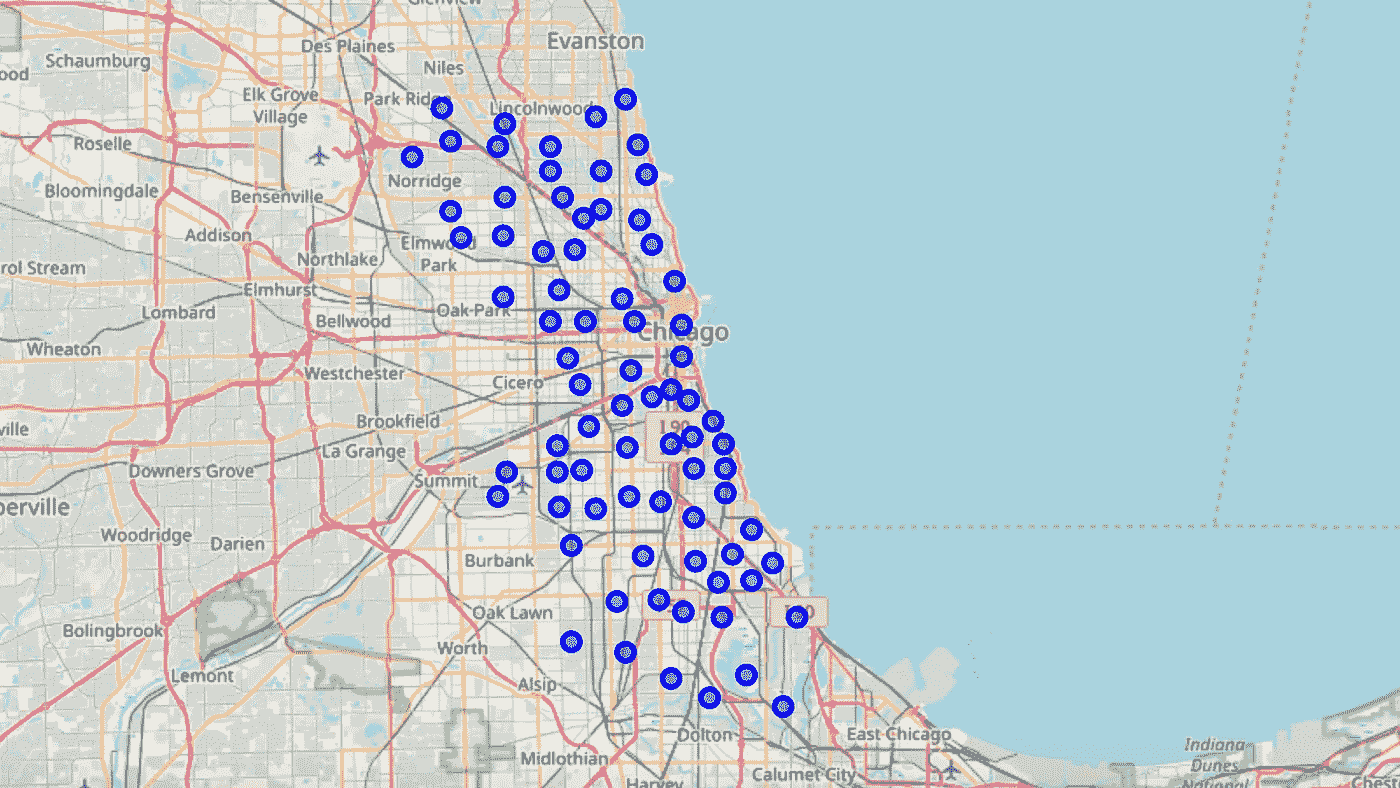 Glenview
Evanston
Des Plaines
Schaumburg
Niles
ood
Elk Grove
Village
Park Ridge
Lincolnwood
Roselle
Norridge
Bloomingdale
Bensenville
Addison
Elmwood
Park
Northlake
rol Stream
Elmhurst
Lombard
Oak-Park
Bellwood
Chicago
Wheaton
Westchester
Cicero
Brookfield
ville
I 90
La Grange
Downers Grove
Summit
perville
Woodridge
Darien
Burbank
Oak Lawn
Bolingbrook
Worth
Lemont
Alsip
Dolton
East Chicago
Midlothian
Calumet City
Harvey
Indiana
Dunes
National
Chest